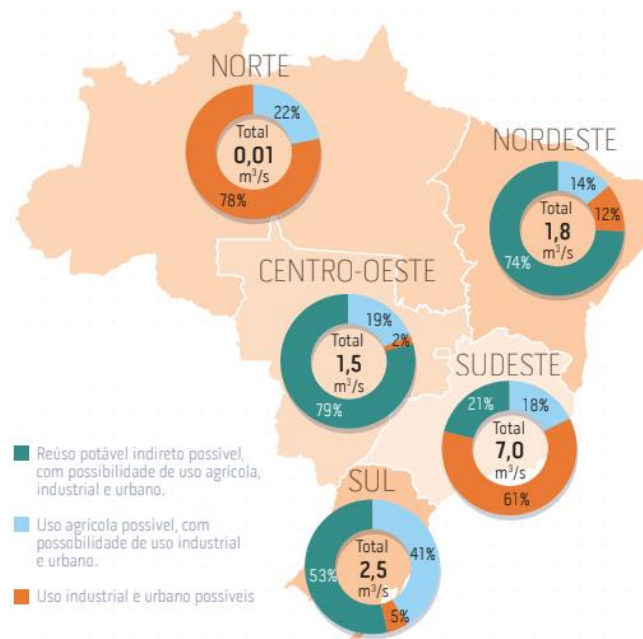 NORTE
22%
Total
0,01
m³/s
78%
NORDESTE
14%
Total
1,8
m³/s
12%
74%
CENTRO-OESTE
19%
2%
Total
1,5
m³/s
79%
SUDESTE
21%
18%
Total
7,0
m³/s
61%
SUL
Total
2,5
m³/s
41%
53%
5%
Reúso potável indireto possível,
com possibilidade de uso agrícola,
industrial e urbano.
Uso agrícola possível, com
possobilidade de uso industrial
e urbano.
Uso industrial e urbano possíveis